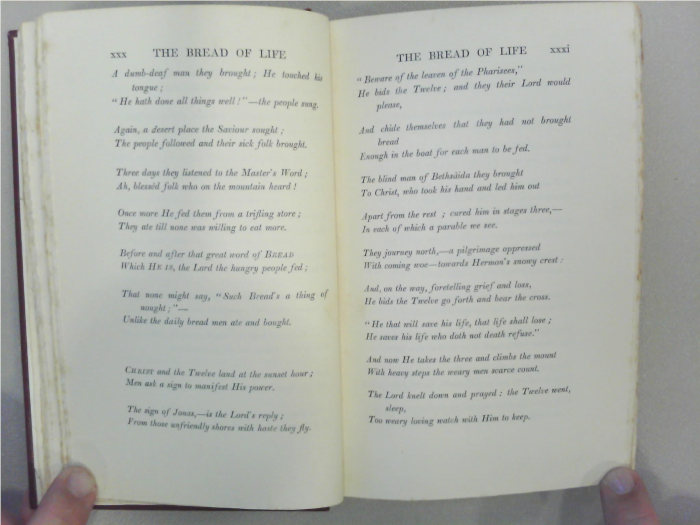 xxx THE BREAD OF LIFE
A dumb-deaf man they brought; He touched his
tongue;
"He hath done all things well!"—the people sung.
Again, a desert place the Saviour sought;
The people followed and their sick folk brought.
Three days they listened to the Master's Word;
Ah, blessèd folk who on the mountain heard!
Once more He fed them from a trifling store;
They ate till none was willing to eat more.
Before and after that great word of BREAD
Which HE IS, the Lord the hungry people fed;
That none might say, "Such Bread's a thing of
nought;"—
Unlike the daily bread men ate and bought.
CHRIST and the Twelve land at the sunset hour;
Men ask a sign to manifest His power.
The sign of Jonas,—is the Lord's reply;
From those unfriendly shores with haste they fly.
THE BREAD OF LIFE xxxi
"Beware of the leaven of the Pharisees,"
He bids the Twelve; and they their Lord would
please,
And chide themselves that they had not brought
bread
Enough in the boat for each man to be fed.
The blind man of Bethsaida they brought
To Christ, who took his hand and led him out
Apart from the rest; cured him in stages three,—
In each of which a parable we see.
They journey north,—a pilgrimage oppressed
With coming woe—towards Hermon's snowy crest:
And, on the way, foretelling grief and loss,
He bids the Twelve go forth and bear the cross.
"He that will save his life, that life shall lose;
He saves his life who doth not death refuse."
And now He takes the three and climbs the mount
With heavy steps the weary men scarce count.
The Lord knelt down and prayed: the Twelve went,
sleep,
Too weary loving watch with Him to keep.